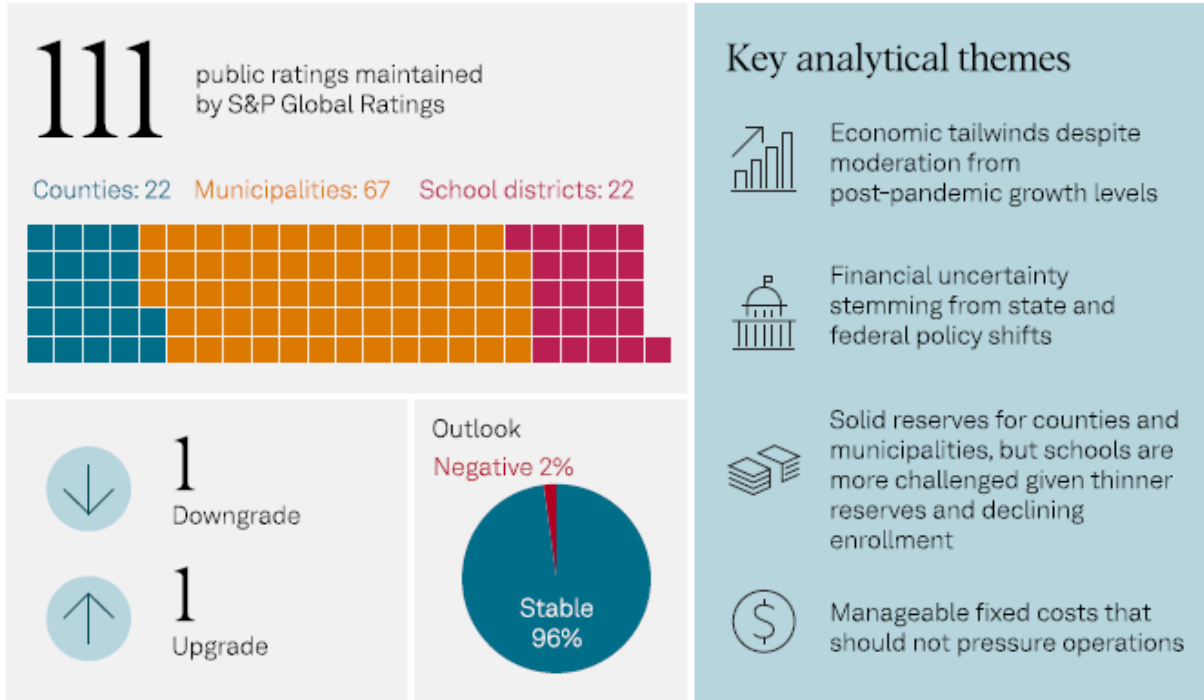 111
public ratings maintained
by S&P Global Ratings
Counties: 22 Municipalities: 67 School districts: 22
1
Downgrade
1
Upgrade
Outlook
Negative 2%
Stable
96%
Key analytical themes
Economic tailwinds despite
moderation from
post-pandemic growth levels
Financial uncertainty
stemming from state and
federal policy shifts
Solid reserves for counties and
municipalities, but schools are
more challenged given thinner
reserves and declining
enrollment
$
Manageable fixed costs that
should not pressure operations